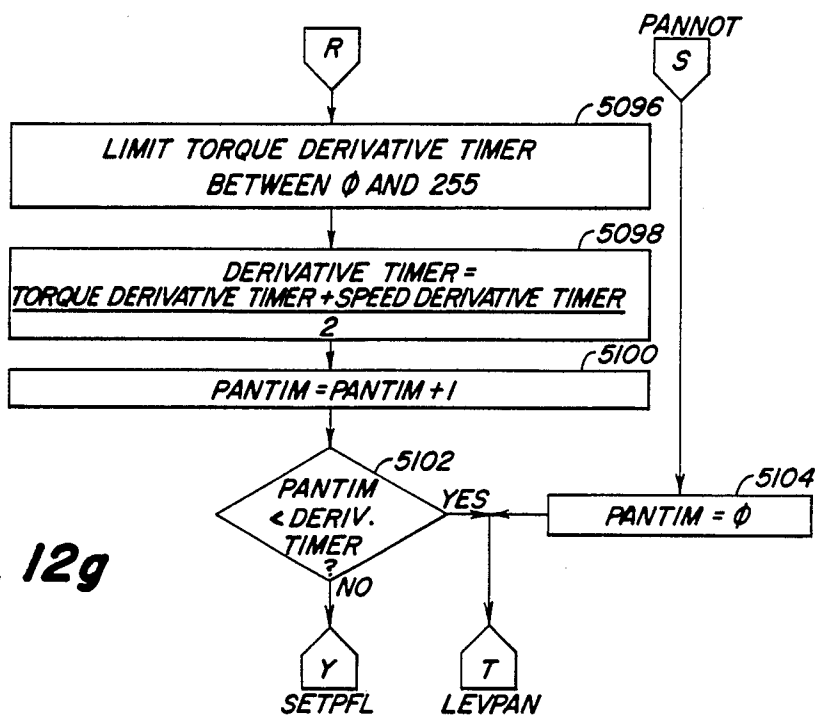 PANNOT
R
S
5096
LIMIT TORQUE DERIVATIVE TIMER
BETWEEN ϕ AND 255
5098
DERIVATIVE TIMER =
TORQUE DERIVATIVE TIMER + SPEED DERIVATIVE TIMER
2
5100
PANTIM = PANTIM + 1
5102
PANTIM
< DERIV.
TIMER
?
YES
NO
5104
PANTIM = ϕ
12g
Y
SETPFL
T
LEVPAN